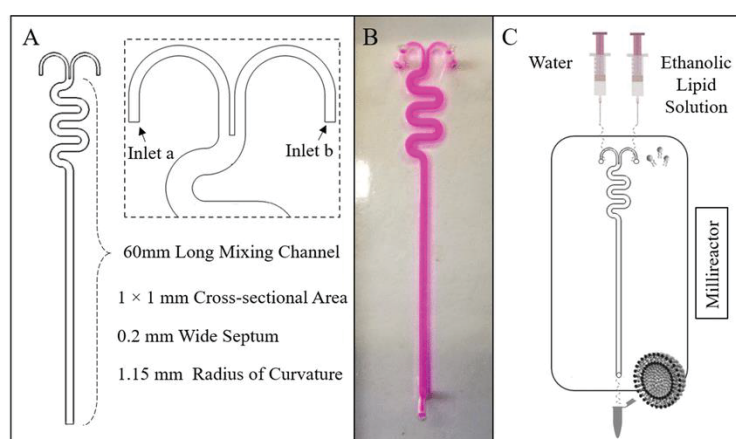 A
Inlet a
Inlet b
60mm Long Mixing Channel
1 × 1 mm Cross-sectional Area
0.2 mm Wide Septum
1.15 mm Radius of Curvature
B
C
Water
Ethanolic
Lipid
Solution
Millireactor